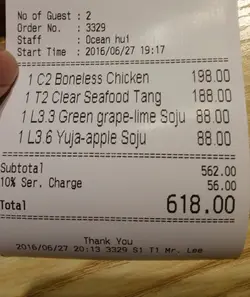 No of Guest : 2
Order No. : 3329
Staff : Ocean hui
Start Time : 2016/06/27 19:17
1 C2 Boneless Chicken 198.00
1 T2 Clear Seafood Tang 188.00
1 L3.3 Green grape-lime Soju 88.00
1 L3.6 Yuja-apple Soju 88.00
Subtotal 562.00
10% Ser. Charge 56.00
Total 618.00
Thank You
2016/06/27 20:13 3329 S1 T1 Mr. Lee